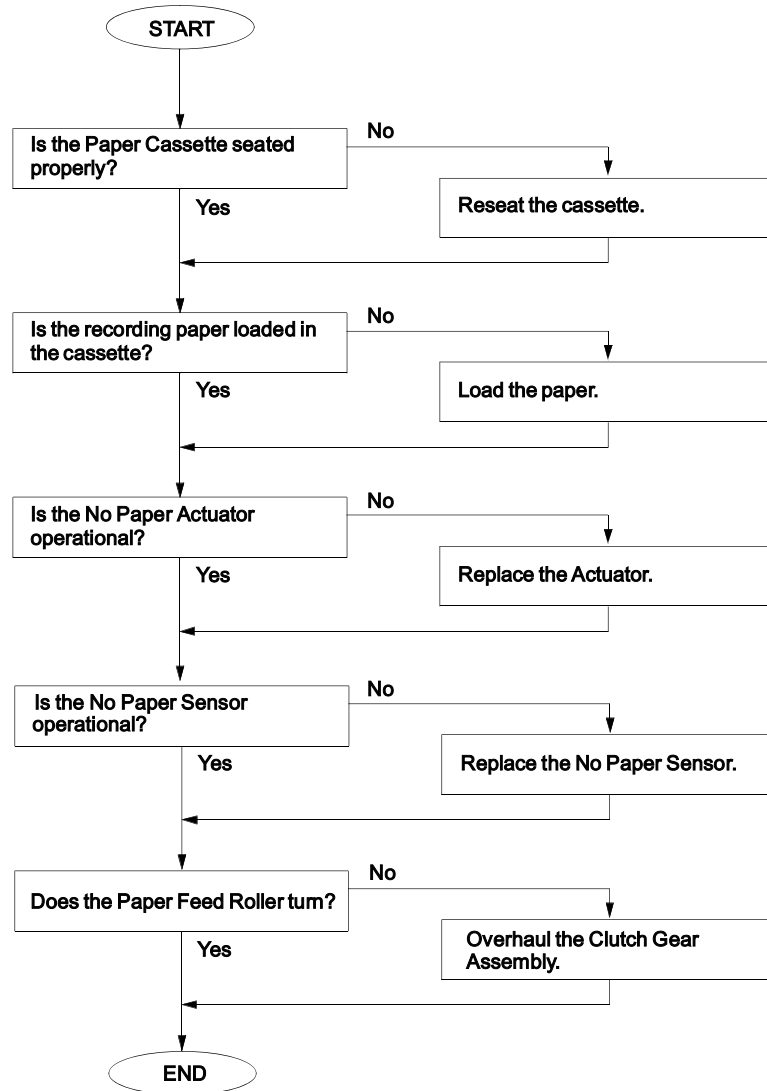 START
Is the Paper Cassette seated
properly?
No
Yes
Reseat the cassette.
Is the recording paper loaded in
the cassette?
No
Yes
Load the paper.
Is the No Paper Actuator
operational?
No
Yes
Replace the Actuator.
Is the No Paper Sensor
operational?
No
Yes
Replace the No Paper Sensor.
Does the Paper Feed Roller turn?
No
Yes
Overhaul the Clutch Gear
Assembly.
END